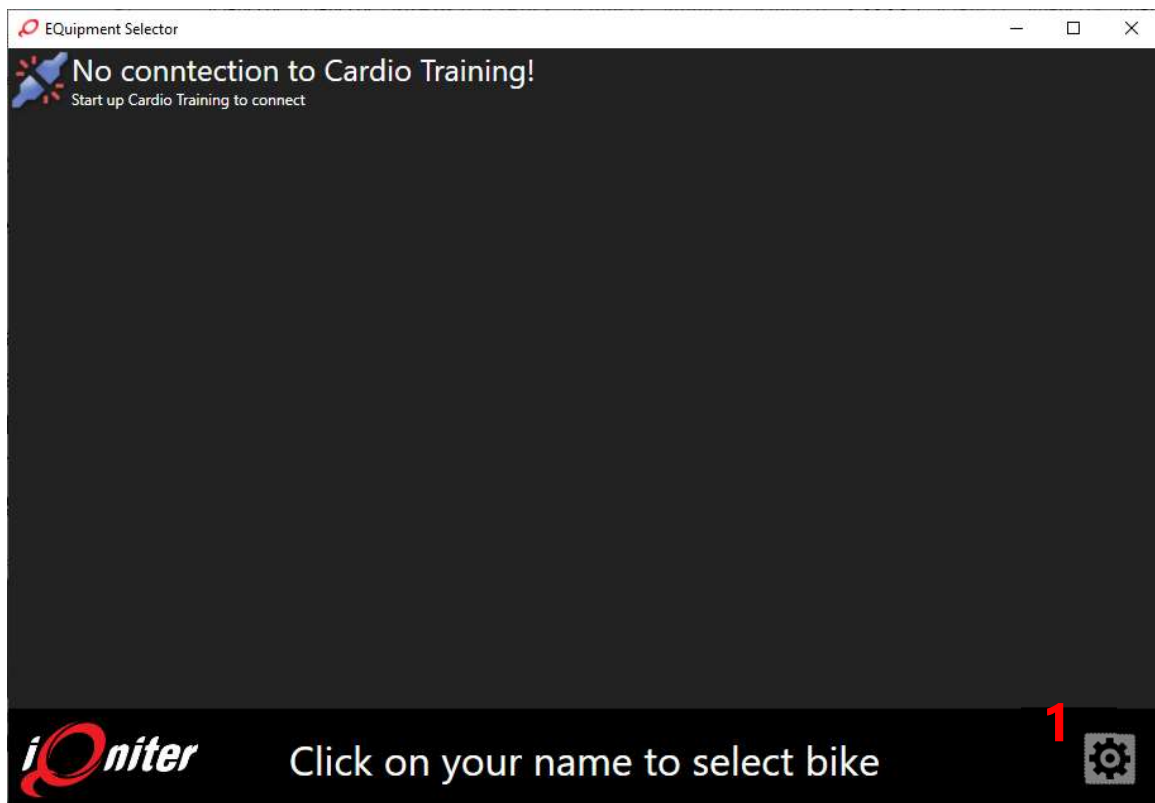 EQuipment Selector
No conntection to Cardio Training!
Start up Cardio Training to connect
1
iQniter
Click on your name to select bike